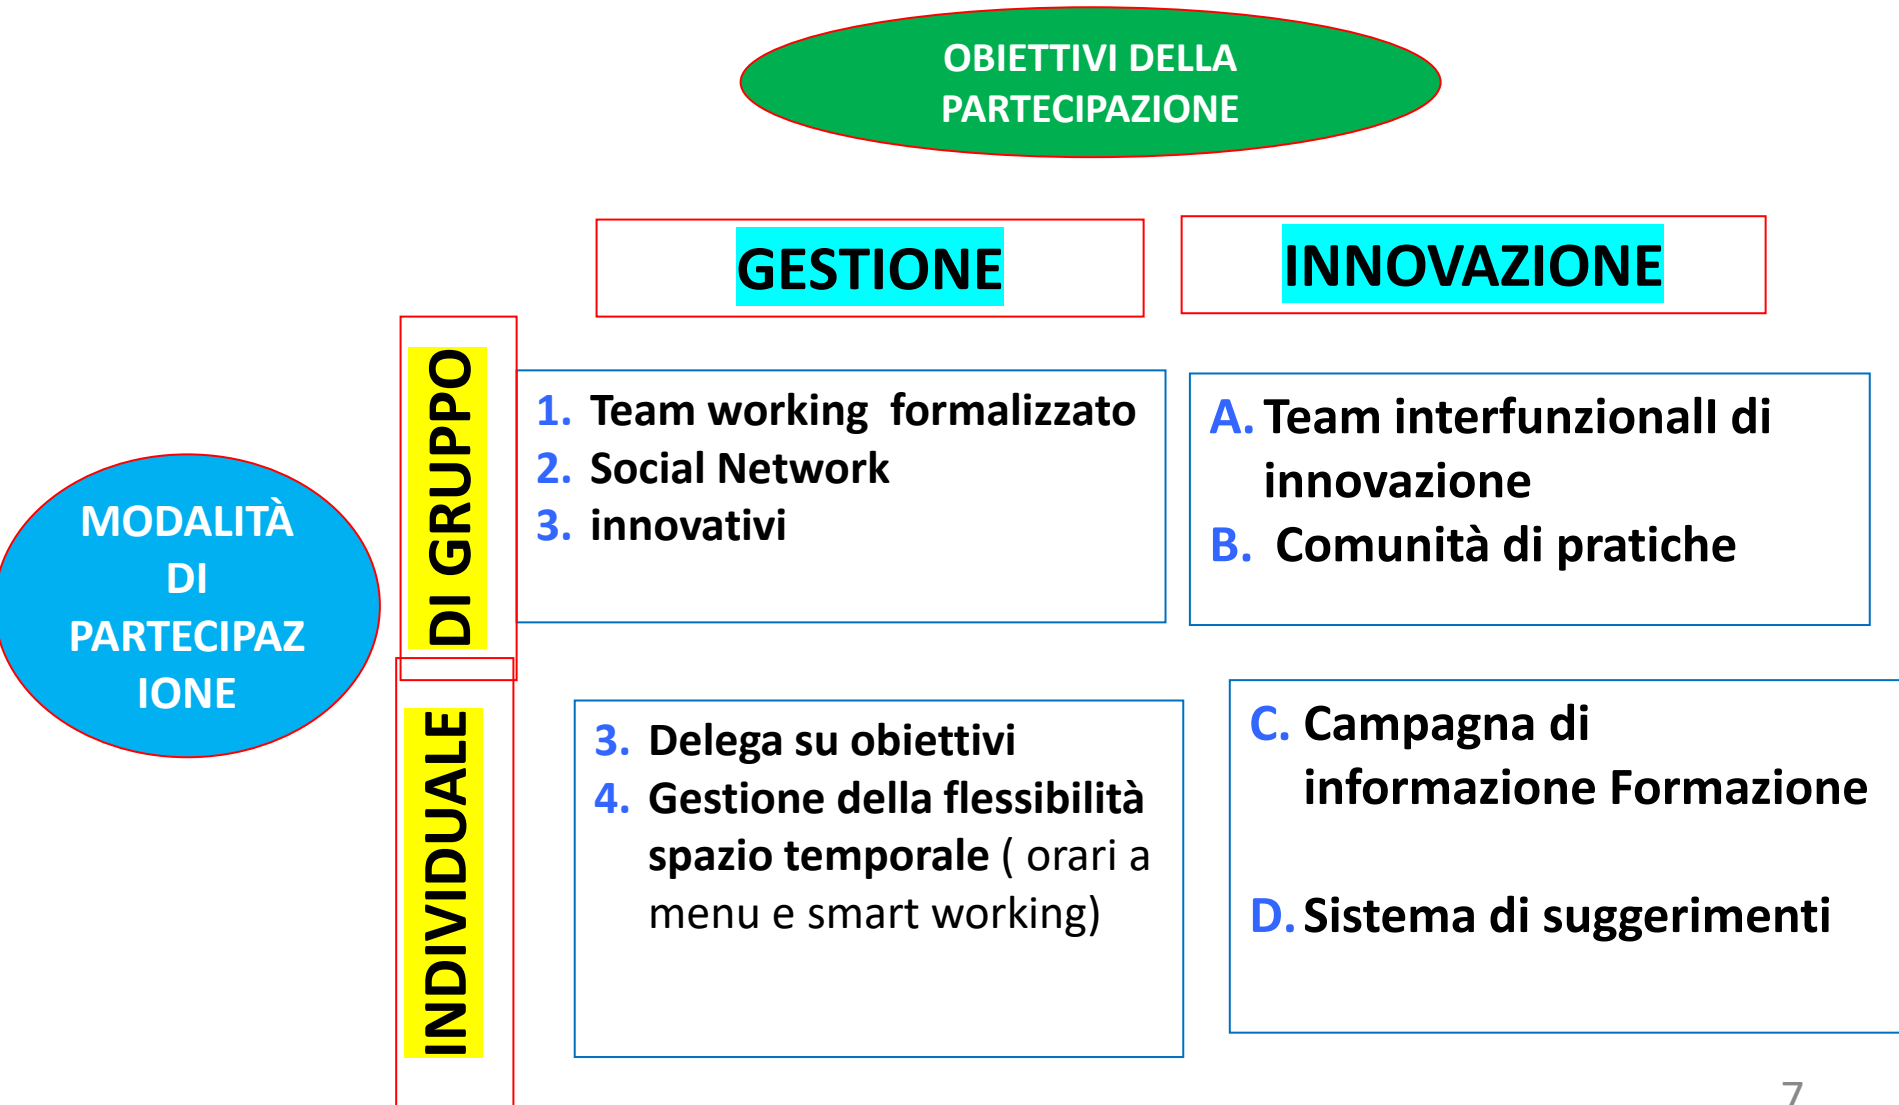 OBIETTIVI DELLA
PARTECIPAZIONE
GESTIONE
INNOVAZIONE
MODALITÀ
DI
PARTECIPAZ
IONE
DI GRUPPO
1. Team working formalizzato
2. Social Network
3. innovativi
A. Team interfunzionalI di
innovazione
B. Comunità di pratiche
INDIVIDUALE
3. Delega su obiettivi
4. Gestione della flessibilità
spazio temporale ( orari a
menu e smart working)
C. Campagna di
informazione Formazione
D. Sistema di suggerimenti
7